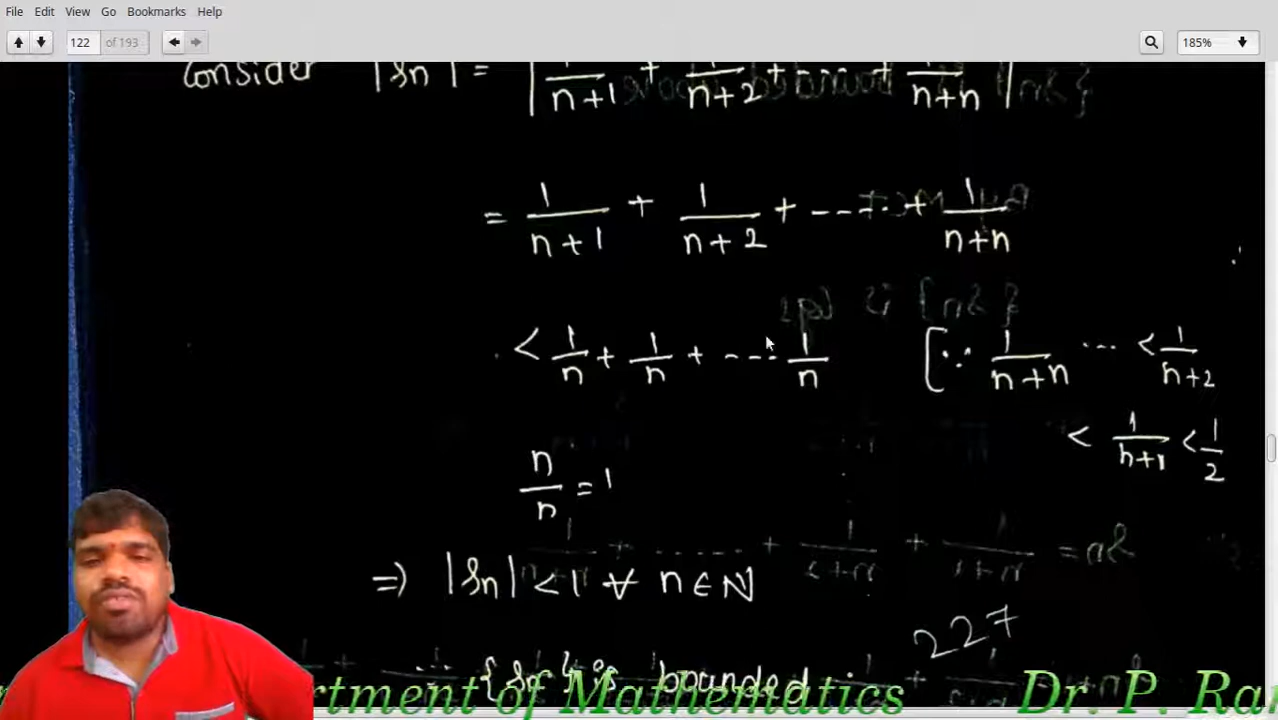 File Edit View Go Bookmarks Help
122 of 193 185%
Consider |Sn| = | 1/n+1 + 1/n+2 + ---- + 1/n+n |
= 1/n+1 + 1/n+2 + ----- + 1/n+n
< 1/n + 1/n + ---- 1/n [∵ 1/n+n ... < 1/n+2
< 1/n+1 < 1/2
n/n = 1
=) |Sn| < 1 ∀ n ∈ N
227
{Sn} is bounded
rtment of Mathematics Dr. P. Ra